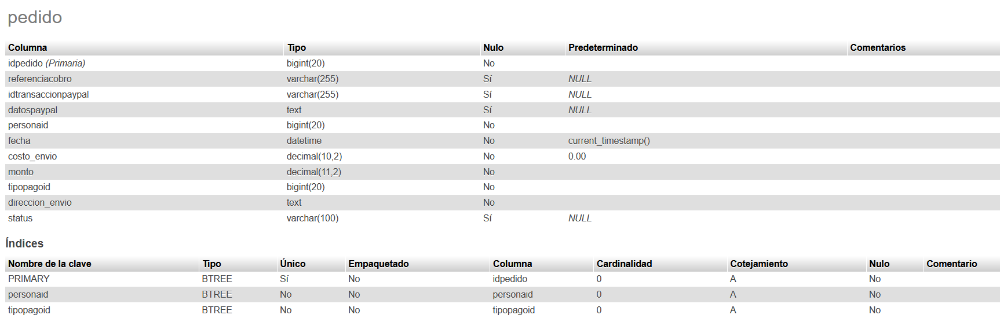 pedido
Columna Tipo Nulo Predeterminado Comentarios
idpedido (Primaria) bigint(20) No
referenciacobro varchar(255) Sí NULL
idtransaccionpaypal varchar(255) Sí NULL
datospaypal text Sí NULL
personaid bigint(20) No
fecha datetime No current_timestamp()
costo_envio decimal(10,2) No 0.00
monto decimal(11,2) No
tipopagoid bigint(20) No
direccion_envio text No
status varchar(100) Sí NULL
Índices
Nombre de la clave Tipo Único Empaquetado Columna Cardinalidad Cotejamiento Nulo Comentario
PRIMARY BTREE Sí No idpedido 0 A No
personaid BTREE No No personaid 0 A No
tipopagoid BTREE No No tipopagoid 0 A No